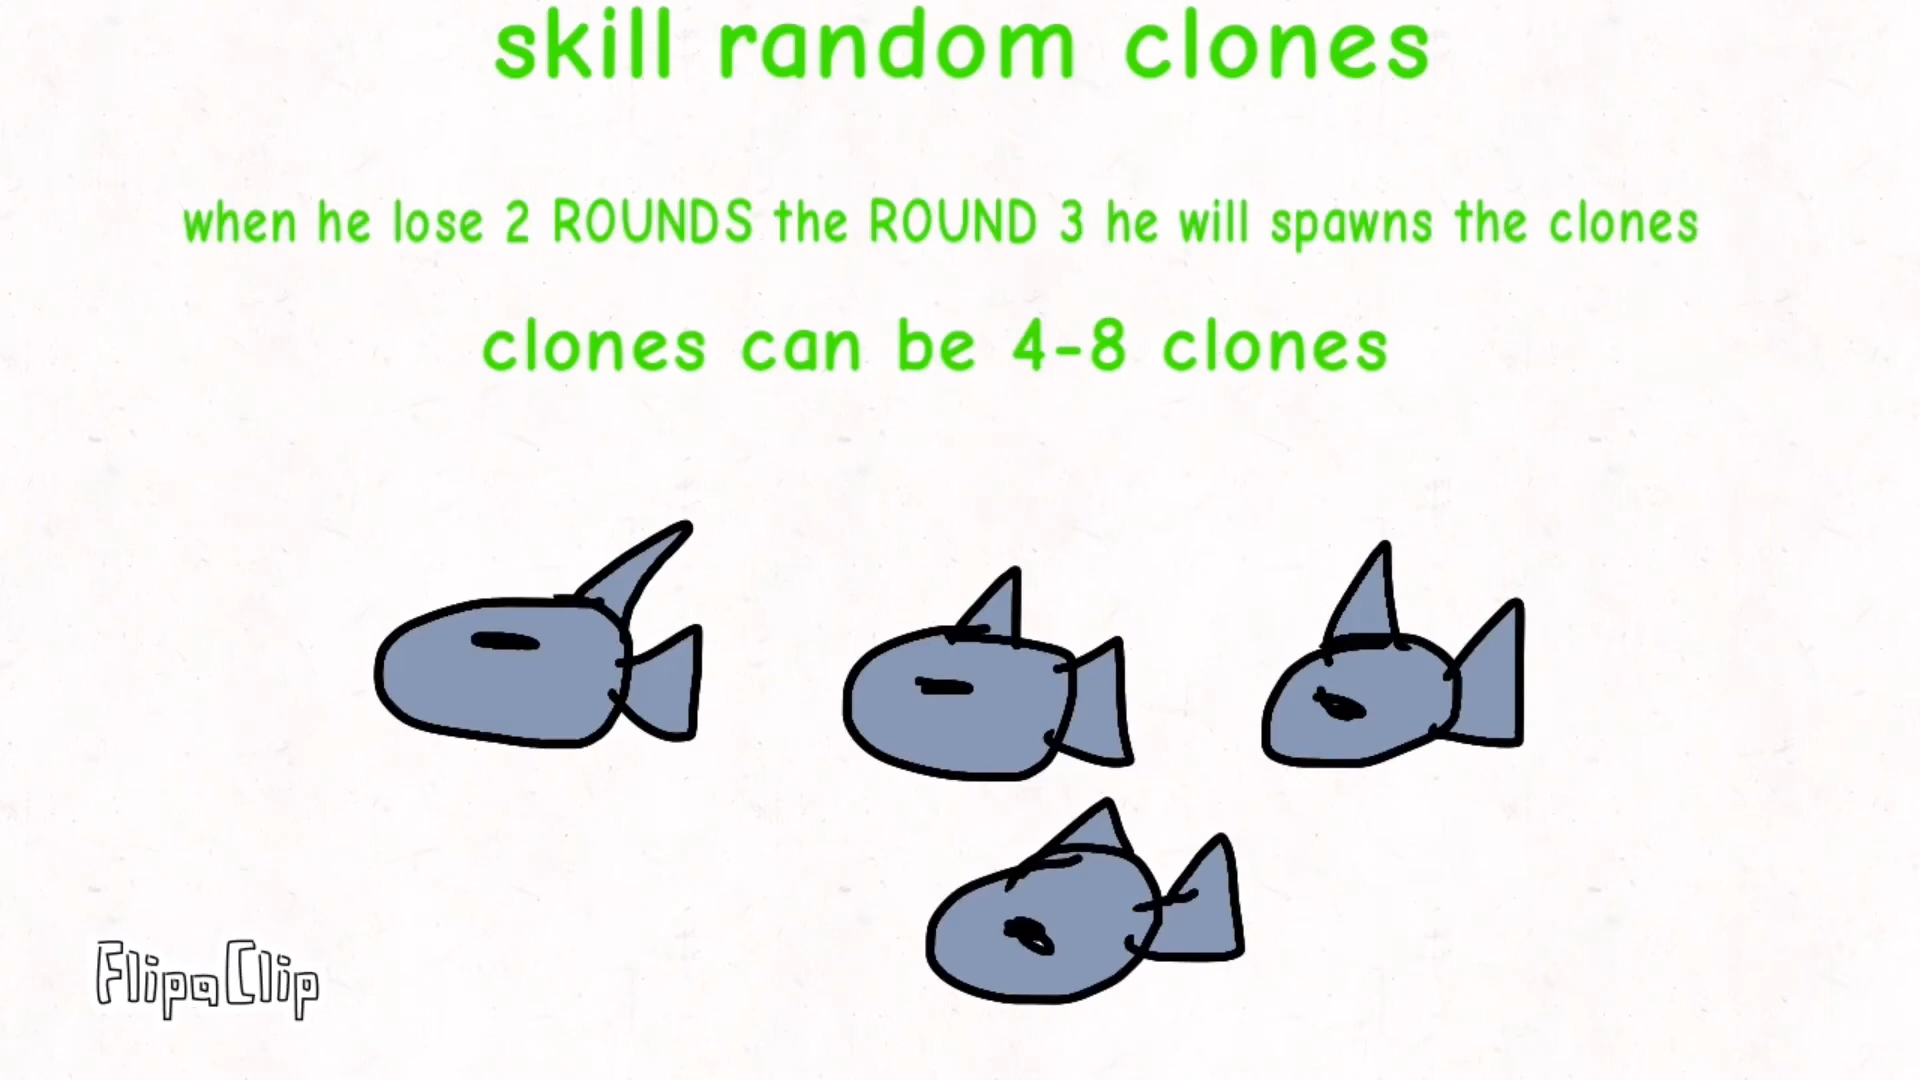 skill random clones
when he lose 2 ROUNDS the ROUND 3 he will spawns the clones
clones can be 4-8 clones
FlipaClip